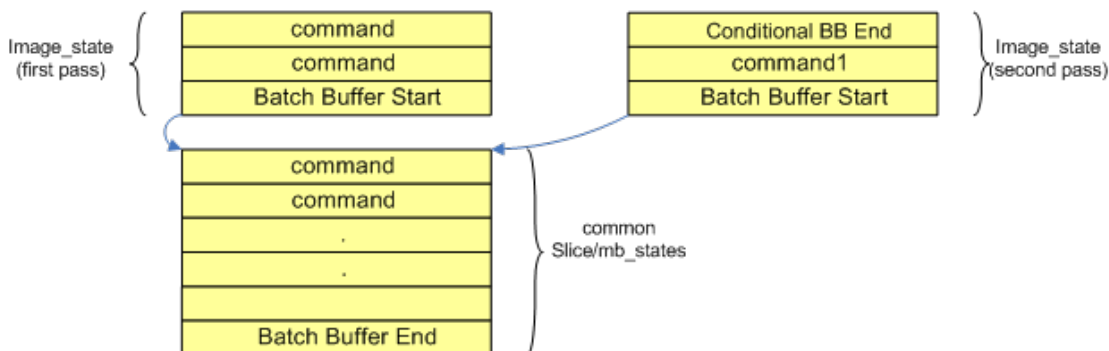 Image_state
(first pass)
command
command
Batch Buffer Start
Conditional BB End
command1
Batch Buffer Start
Image_state
(second pass)
command
command
.
.
Batch Buffer End
common
Slice/mb_states